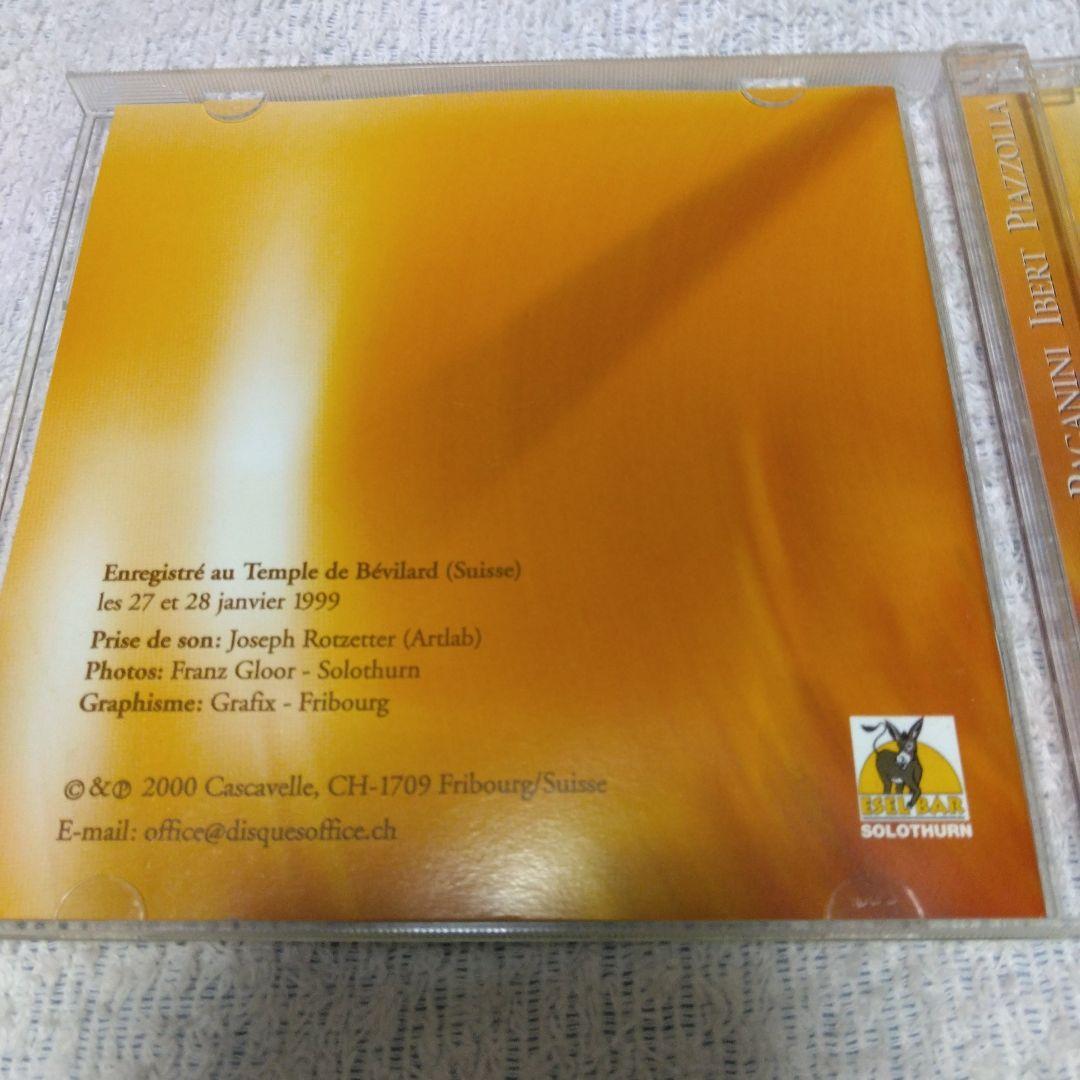 Enregistré au Temple de Bévilard (Suisse)
les 27 et 28 janvier 1999
Prise de son: Joseph Rotzetter (Artlab)
Photos: Franz Gloor - Solothurn
Graphisme: Grafix - Fribourg
©&℗ 2000 Cascavelle, CH-1709 Fribourg/Suisse
E-mail: office@disquesoffice.ch
ESEL BAR
SOLOTHURN
PAGANINI IBERT PIAZZOLLA